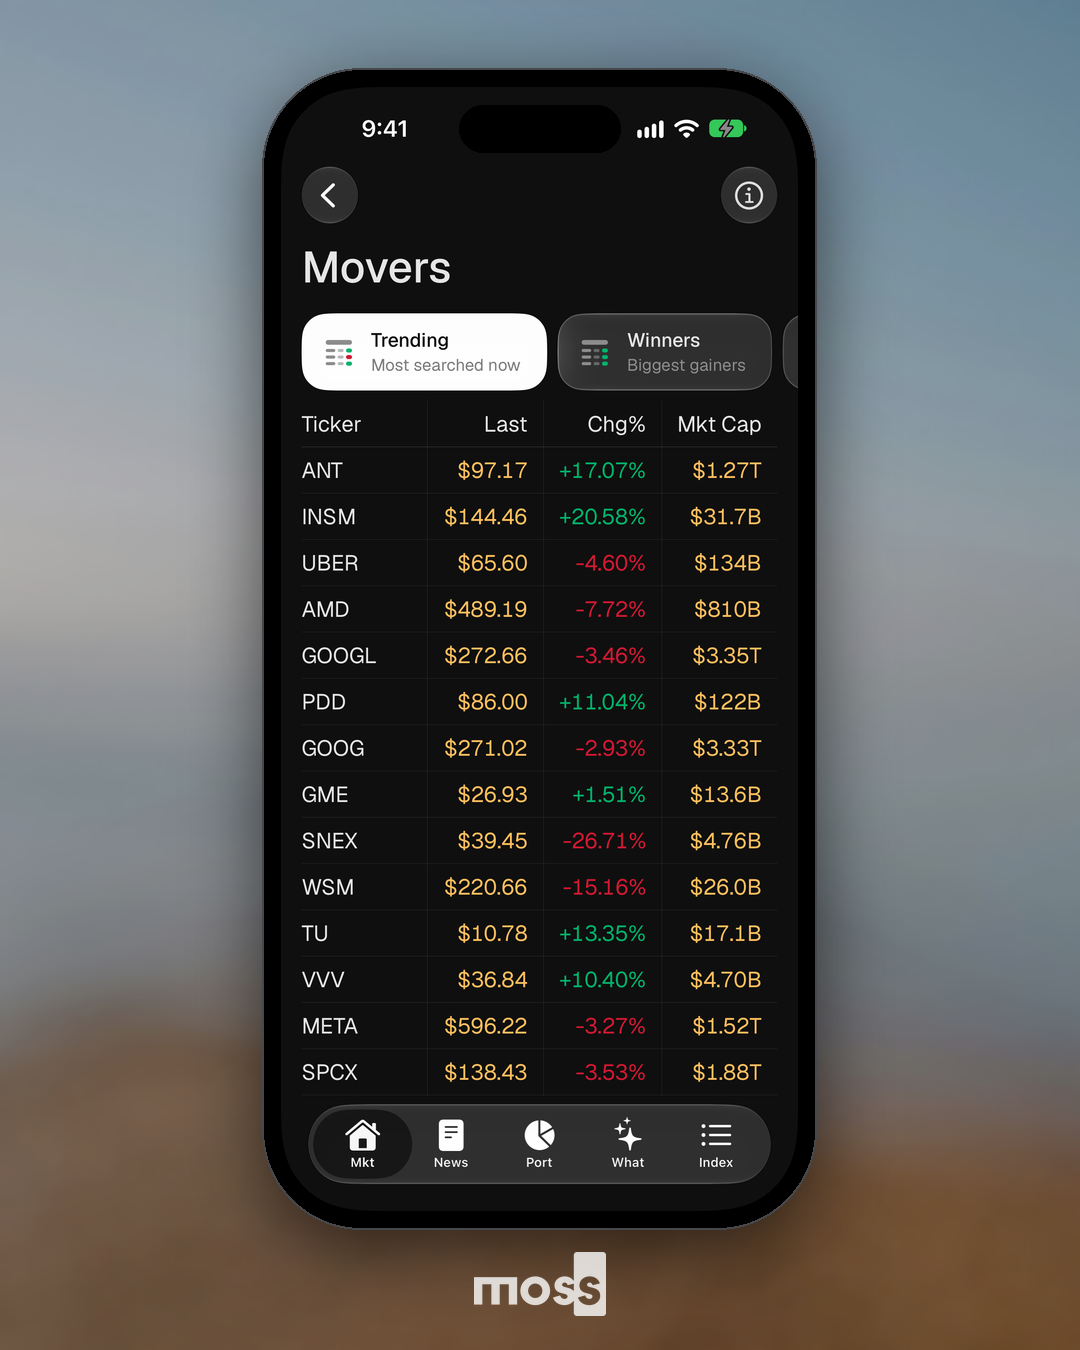 9:41
Movers
Trending
Most searched now
Winners
Biggest gainers
Ticker Last Chg% Mkt Cap
ANT $97.17 +17.07% $1.27T
INSM $144.46 +20.58% $31.7B
UBER $65.60 -4.60% $134B
AMD $489.19 -7.72% $810B
GOOGL $272.66 -3.46% $3.35T
PDD $86.00 +11.04% $122B
GOOG $271.02 -2.93% $3.33T
GME $26.93 +1.51% $13.6B
SNEX $39.45 -26.71% $4.76B
WSM $220.66 -15.16% $26.0B
TU $10.78 +13.35% $17.1B
VVV $36.84 +10.40% $4.70B
META $596.22 -3.27% $1.52T
SPCX $138.43 -3.53% $1.88T
Mkt News Port What Index
moss